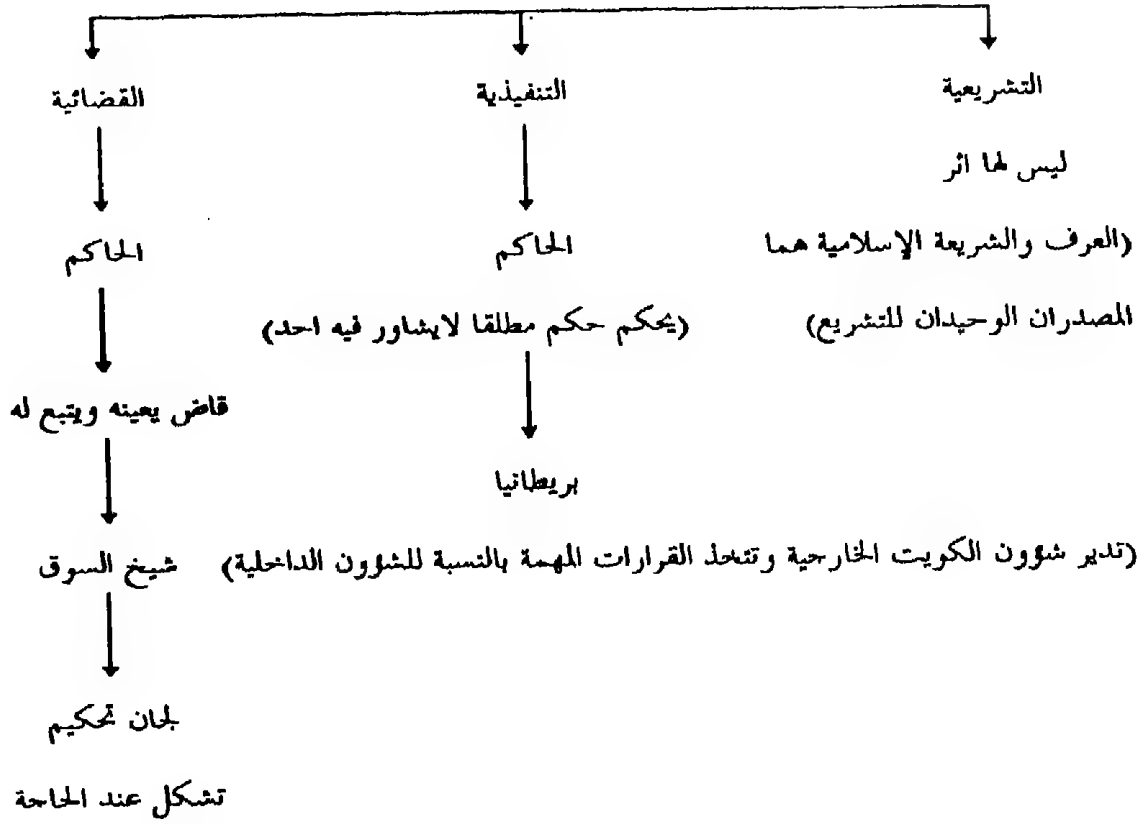 التشريعية
ليس لها اثر
(العرف والشريعة الإسلامية هما
المصدران الوحيدان للتشريع)
التنفيذية
الحاكم
(يحكم حكم مطلقا لايشاور فيه احد)
بريطانيا
(تدير شؤون الكويت الخارجية وتتخذ القرارات المهمة بالنسبة للشؤون الداخلية)
القضائية
الحاكم
قاض يعينه ويتبع له
شيخ السوق
لجان تحكيم
تشكل عند الحاجة